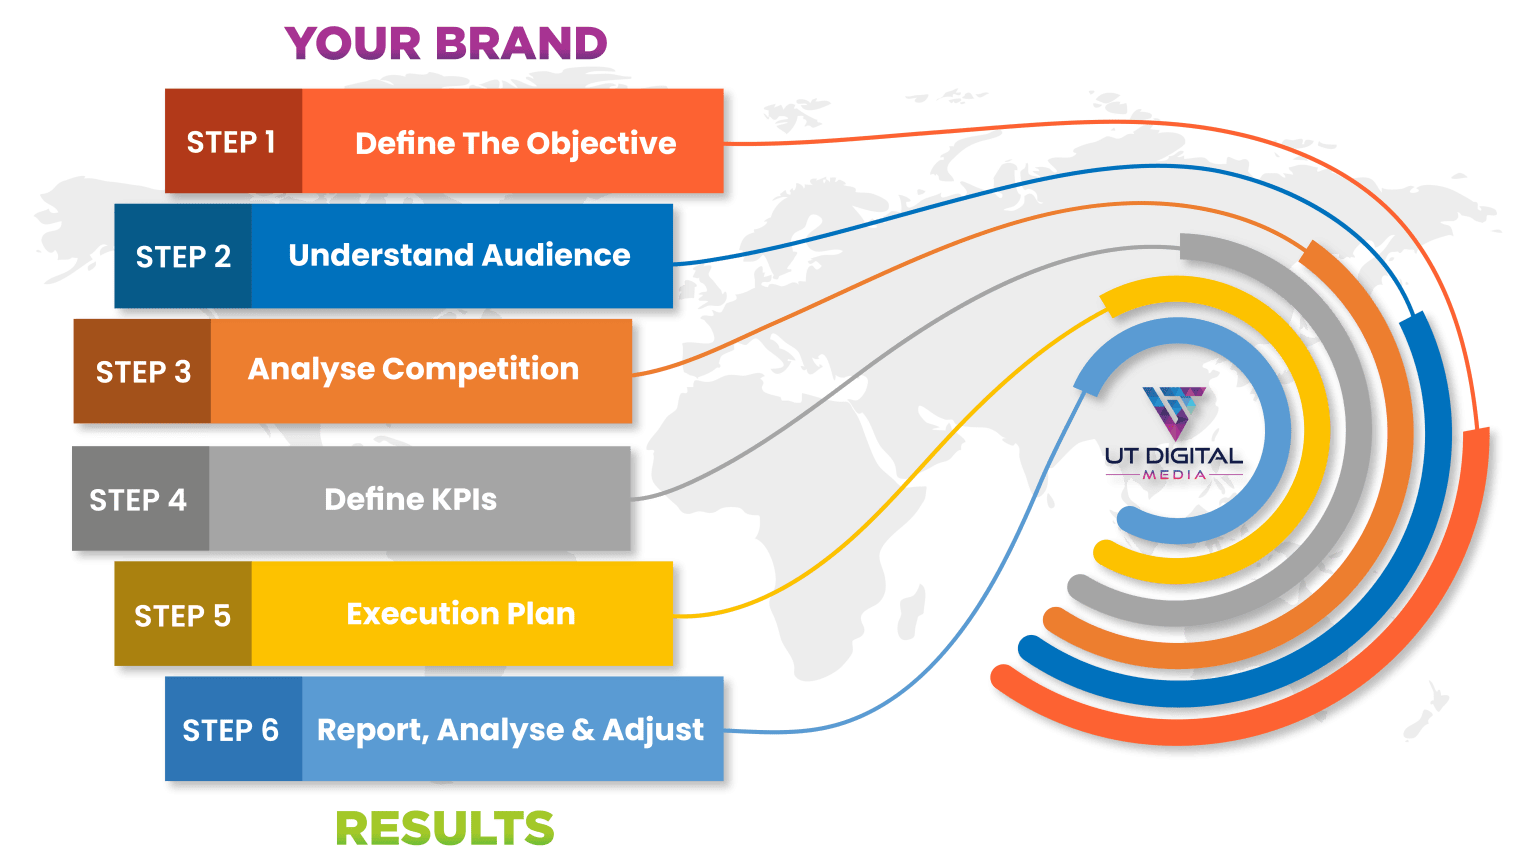 YOUR BRAND
STEP 1
Define The Objective
STEP 2
Understand Audience
STEP 3
Analyse Competition
STEP 4
Define KPIs
STEP 5
Execution Plan
STEP 6
Report, Analyse & Adjust
RESULTS
UT DIGITAL
MEDIA